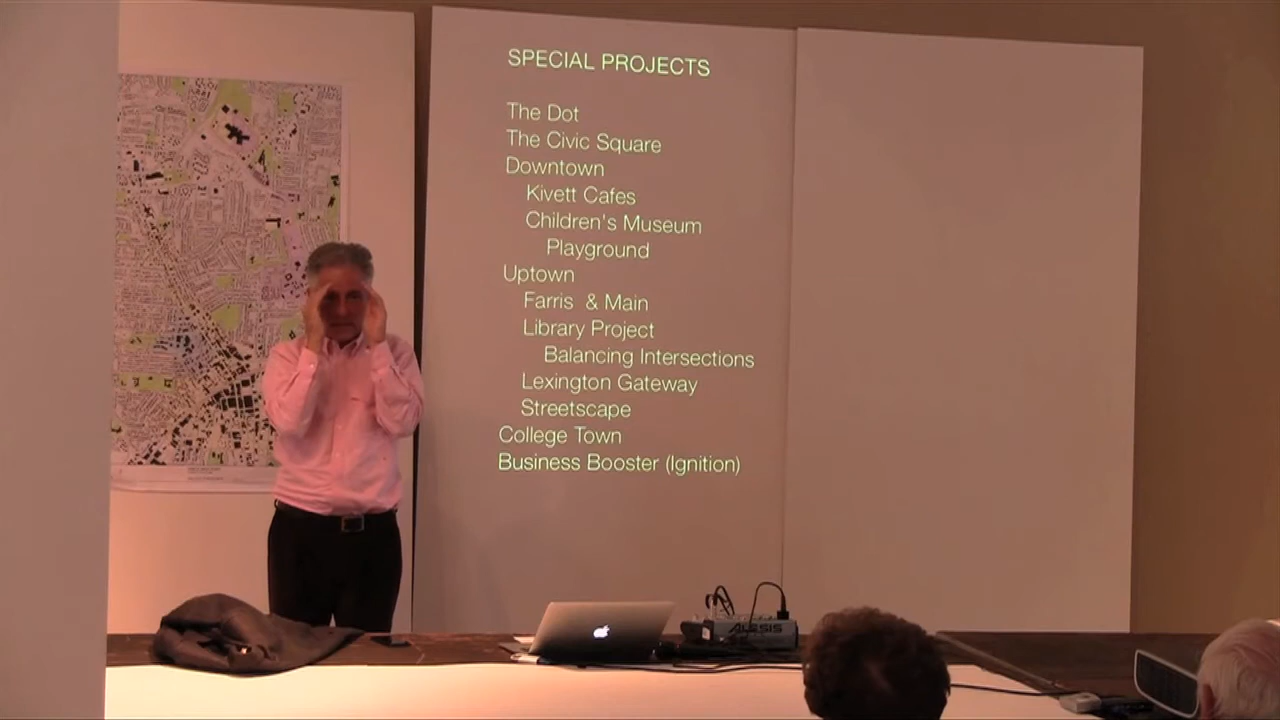 SPECIAL PROJECTS
The Dot
The Civic Square
Downtown
Kivett Cafes
Children's Museum
Playground
Uptown
Farris & Main
Library Project
Balancing Intersections
Lexington Gateway
Streetscape
College Town
Business Booster (Ignition)
ALESIS